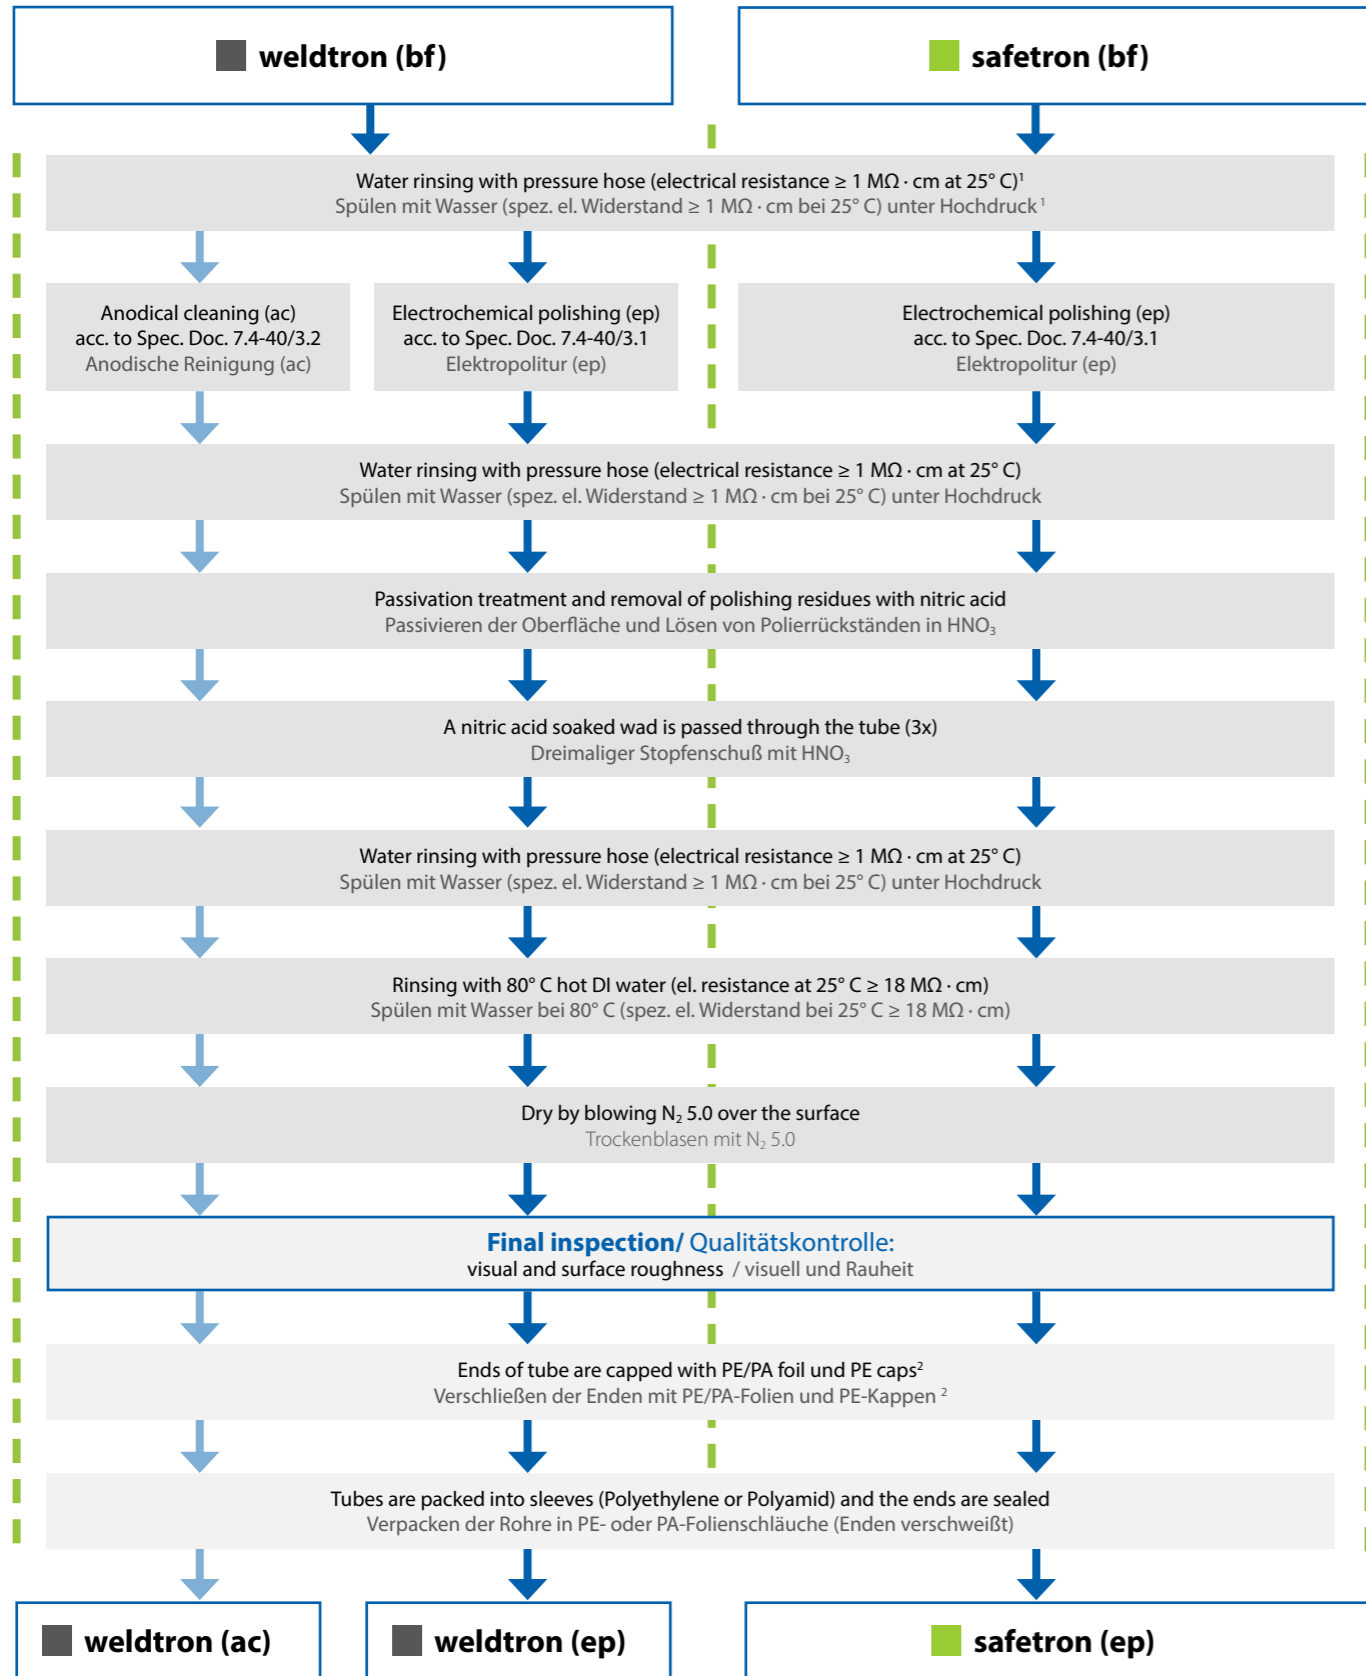 weldtron (bf)
safetron (bf)
Water rinsing with pressure hose (electrical resistance ≥ 1 MΩ · cm at 25° C)¹
Spülen mit Wasser (spez. el. Widerstand ≥ 1 MΩ · cm bei 25° C) unter Hochdruck ¹
Anodical cleaning (ac)
acc. to Spec. Doc. 7.4-40/3.2
Anodische Reinigung (ac)
Electrochemical polishing (ep)
acc. to Spec. Doc. 7.4-40/3.1
Elektropolitur (ep)
Electrochemical polishing (ep)
acc. to Spec. Doc. 7.4-40/3.1
Elektropolitur (ep)
Water rinsing with pressure hose (electrical resistance ≥ 1 MΩ · cm at 25° C)
Spülen mit Wasser (spez. el. Widerstand ≥ 1 MΩ · cm bei 25° C) unter Hochdruck
Passivation treatment and removal of polishing residues with nitric acid
Passivieren der Oberfläche und Lösen von Polierrückständen in HNO₃
A nitric acid soaked wad is passed through the tube (3x)
Dreimaliger Stopfenschuß mit HNO₃
Water rinsing with pressure hose (electrical resistance ≥ 1 MΩ · cm at 25° C)
Spülen mit Wasser (spez. el. Widerstand ≥ 1 MΩ · cm bei 25° C) unter Hochdruck
Rinsing with 80° C hot DI water (el. resistance at 25° C ≥ 18 MΩ · cm)
Spülen mit Wasser bei 80° C (spez. el. Widerstand bei 25° C ≥ 18 MΩ · cm)
Dry by blowing N₂ 5.0 over the surface
Trockenblasen mit N₂ 5.0
Final inspection/ Qualitätskontrolle:
visual and surface roughness / visuell und Rauheit
Ends of tube are capped with PE/PA foil und PE caps²
Verschließen der Enden mit PE/PA-Folien und PE-Kappen ²
Tubes are packed into sleeves (Polyethylene or Polyamid) and the ends are sealed
Verpacken der Rohre in PE- oder PA-Folienschläuche (Enden verschweißt)
weldtron (ac)
weldtron (ep)
safetron (ep)